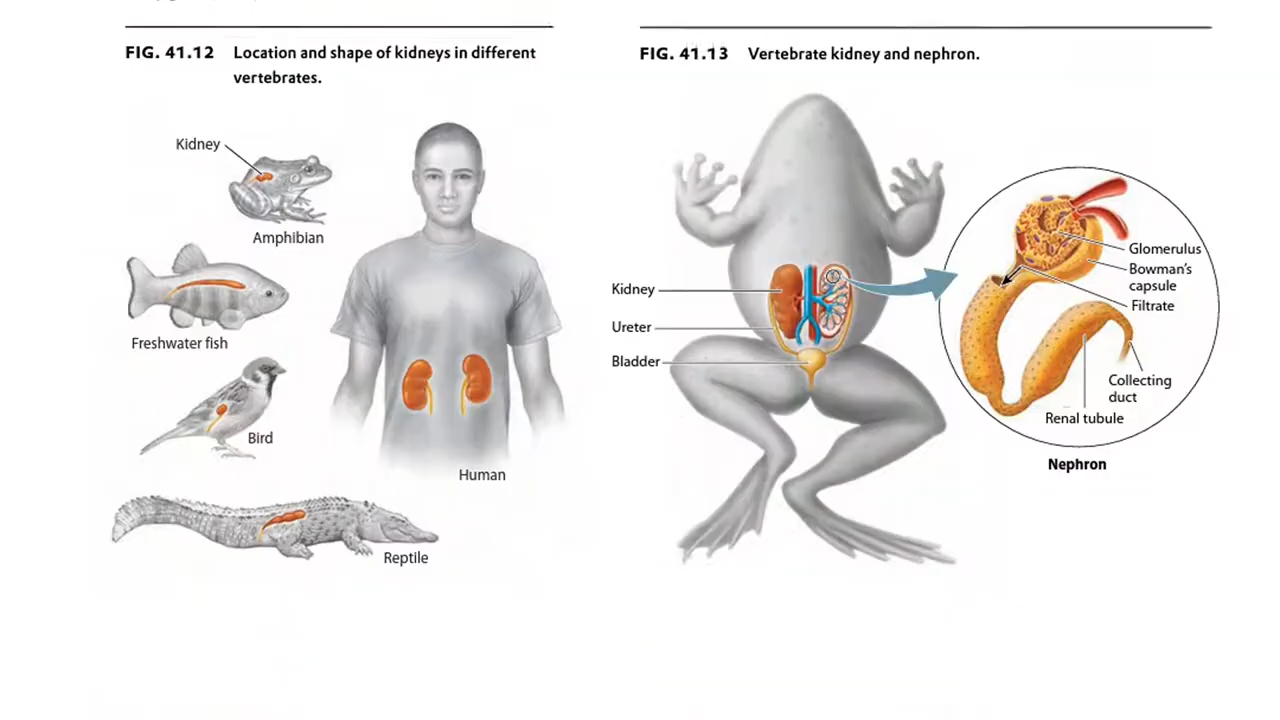 FIG. 41.12 Location and shape of kidneys in different
vertebrates.
Kidney
Amphibian
Freshwater fish
Bird
Human
Reptile
FIG. 41.13 Vertebrate kidney and nephron.
Kidney
Ureter
Bladder
Glomerulus
Bowman's
capsule
Filtrate
Collecting
duct
Renal tubule
Nephron